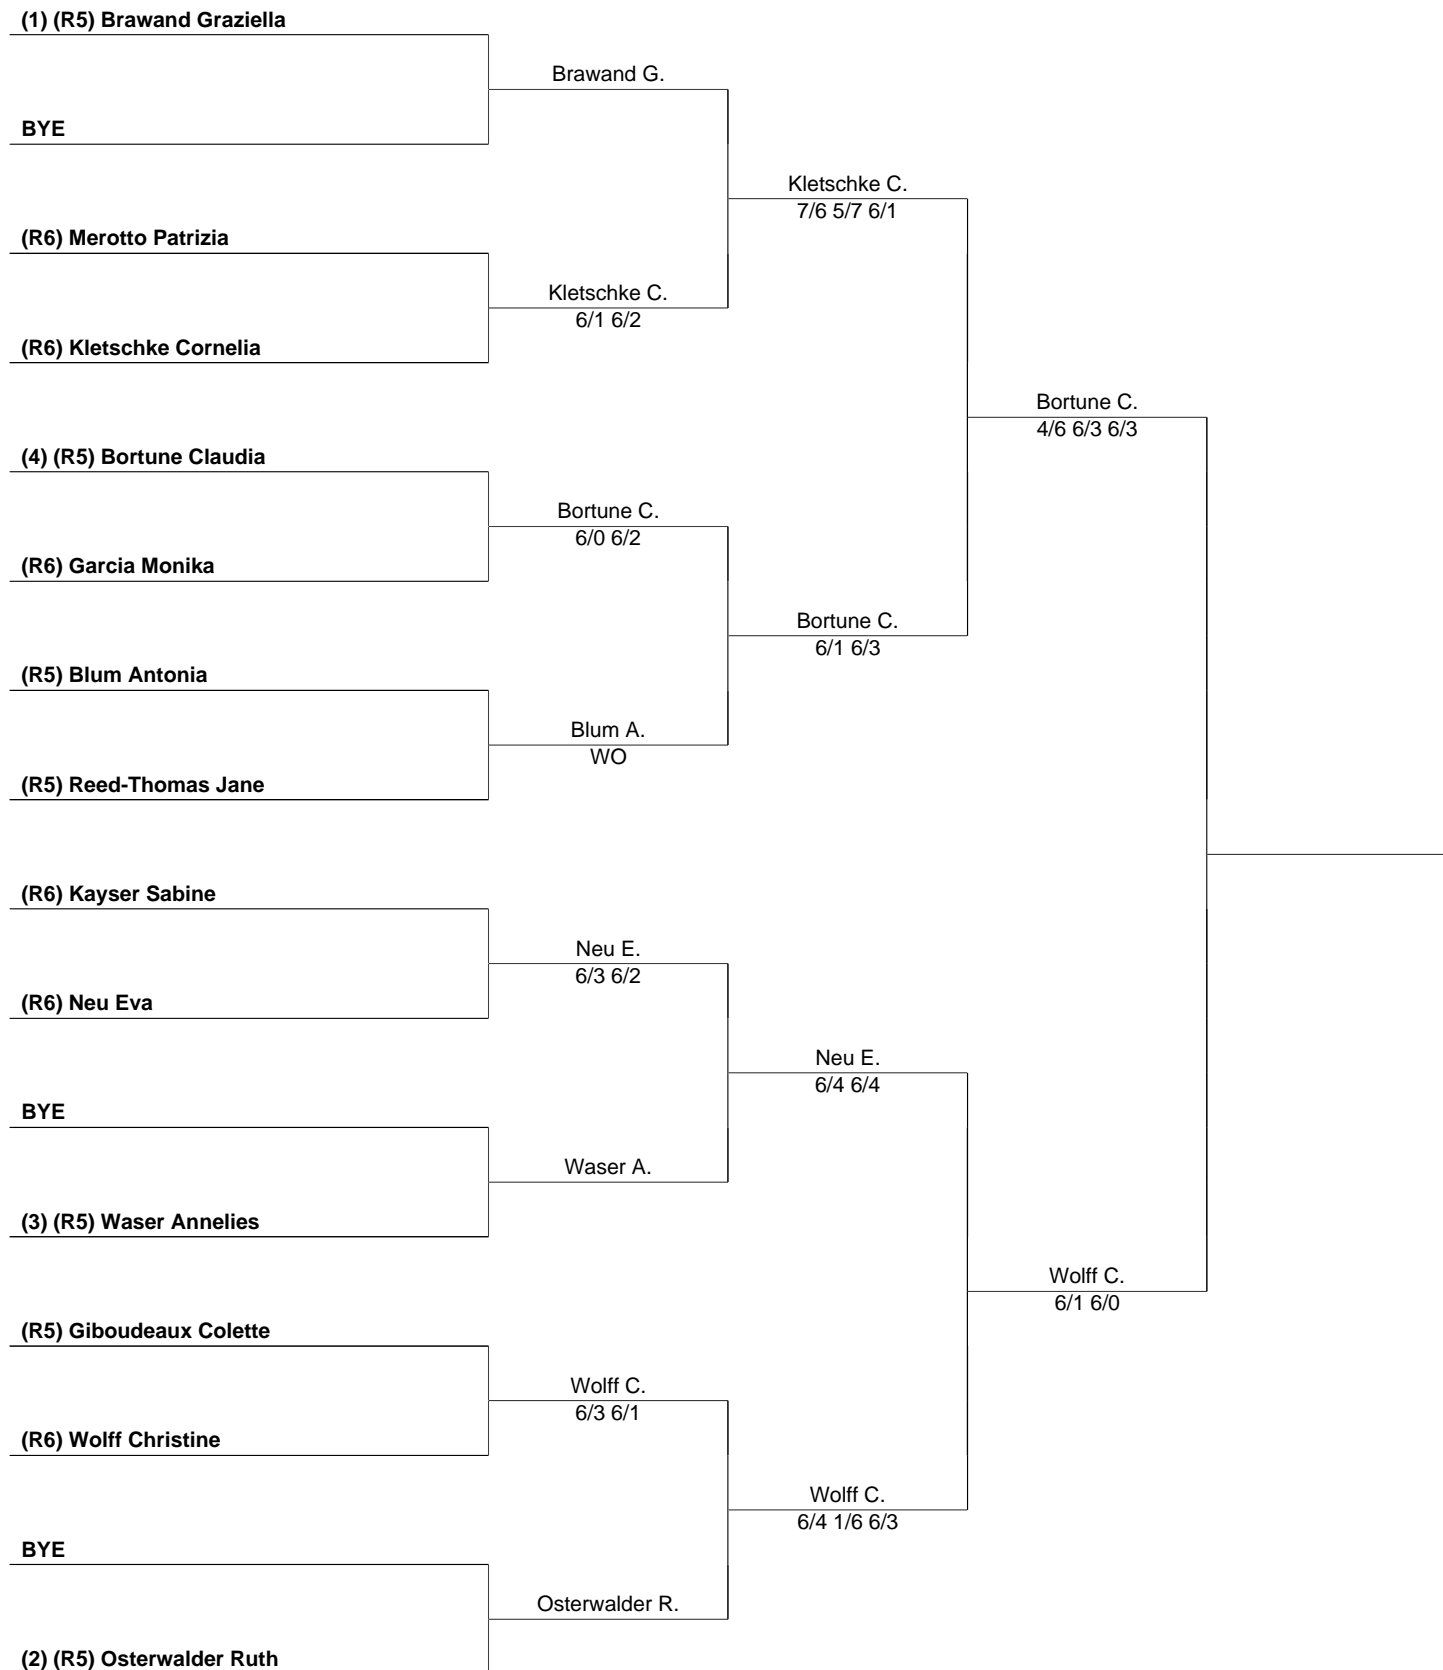 (1) (R5) Brawand Graziella
Brawand G.
BYE
Kletschke C.
7/6 5/7 6/1
(R6) Merotto Patrizia
Kletschke C.
6/1 6/2
(R6) Kletschke Cornelia
Bortune C.
4/6 6/3 6/3
(4) (R5) Bortune Claudia
Bortune C.
6/0 6/2
(R6) Garcia Monika
Bortune C.
6/1 6/3
(R5) Blum Antonia
Blum A.
WO
(R5) Reed-Thomas Jane
(R6) Kayser Sabine
Neu E.
6/3 6/2
(R6) Neu Eva
Neu E.
6/4 6/4
BYE
Waser A.
(3) (R5) Waser Annelies
Wolff C.
6/1 6/0
(R5) Giboudeaux Colette
Wolff C.
6/3 6/1
(R6) Wolff Christine
Wolff C.
6/4 1/6 6/3
BYE
Osterwalder R.
(2) (R5) Osterwalder Ruth